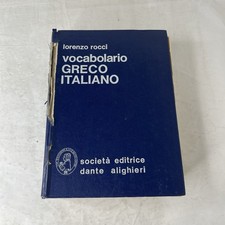 lorenzo rocci
vocabolario
GRECO
ITALIANO
società editrice
dante alighieri